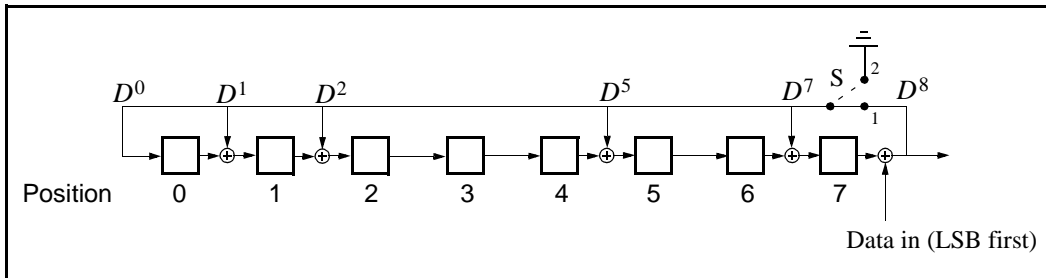 S
2
D⁰ D¹ D² D⁵ D⁷ D⁸
1
Position 0 1 2 3 4 5 6 7
Data in (LSB first)